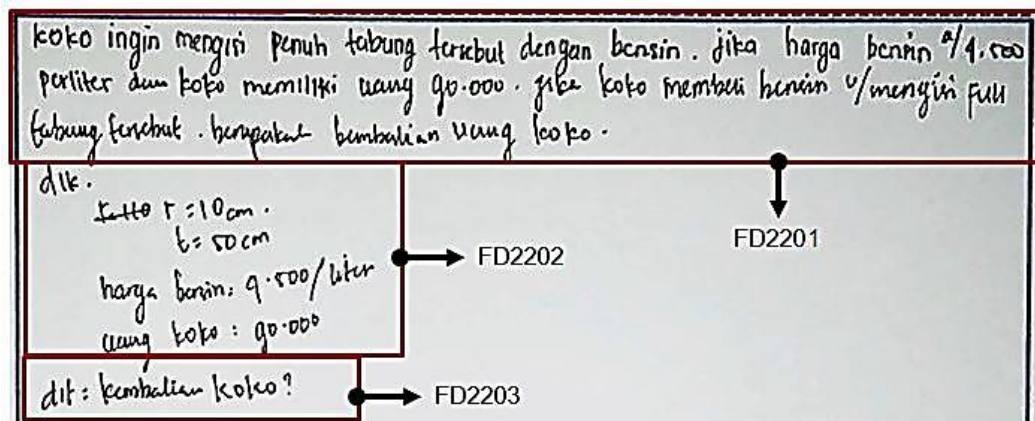 koko ingin mengisi penuh tabung tersebut dengan bensin. jika harga bensin a/ 9.500
perliter dan koko memiliki uang 90.000. jika koko membeli bensin u/ mengisi full
tabung tersebut. berapakah kembalian uang koko.
dik.
r = 10 cm.
t = 50 cm
harga bensin: 9.500/liter
uang koko: 90.000
FD2201
FD2202
dit: kembalian koko?
FD2203